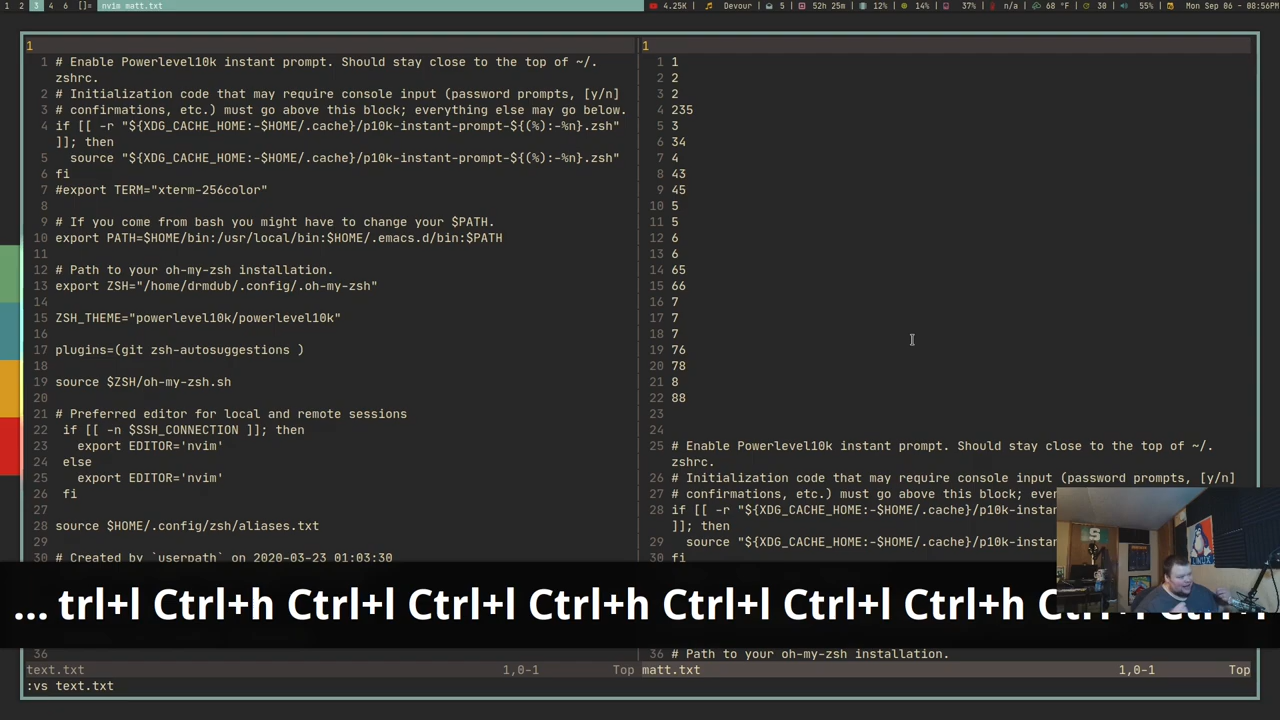 1 2 3 4 6 []= nvim matt.txt 4.25K Devour 5 52h 25m 12% 14% 37% n/a 68 °F 30 55% Mon Sep 06 - 08:56PM
1
1 # Enable Powerlevel10k instant prompt. Should stay close to the top of ~/.
zshrc.
2 # Initialization code that may require console input (password prompts, [y/n]
3 # confirmations, etc.) must go above this block; everything else may go below.
4 if [[ -r "${XDG_CACHE_HOME:-$HOME/.cache}/p10k-instant-prompt-${(%):-%n}.zsh"
]]; then
5   source "${XDG_CACHE_HOME:-$HOME/.cache}/p10k-instant-prompt-${(%):-%n}.zsh"
6 fi
7 #export TERM="xterm-256color"
8
9 # If you come from bash you might have to change your $PATH.
10 export PATH=$HOME/bin:/usr/local/bin:$HOME/.emacs.d/bin:$PATH
11
12 # Path to your oh-my-zsh installation.
13 export ZSH="/home/drmdub/.config/.oh-my-zsh"
14
15 ZSH_THEME="powerlevel10k/powerlevel10k"
16
17 plugins=(git zsh-autosuggestions )
18
19 source $ZSH/oh-my-zsh.sh
20
21 # Preferred editor for local and remote sessions
22  if [[ -n $SSH_CONNECTION ]]; then
23    export EDITOR='nvim'
24  else
25    export EDITOR='nvim'
26  fi
27
28 source $HOME/.config/zsh/aliases.txt
29
30 # Created by `userpath` on 2020-03-23 01:03:30
36
text.txt 1,0-1 Top
1
1 1
2 2
3 2
4 235
5 3
6 34
7 4
8 43
9 45
10 5
11 5
12 6
13 6
14 65
15 66
16 7
17 7
18 7
19 76
20 78
21 8
22 88
23
24
25 # Enable Powerlevel10k instant prompt. Should stay close to the top of ~/.
zshrc.
26 # Initialization code that may require console input (password prompts, [y/n]
27 # confirmations, etc.) must go above this block;
28 if [[ -r "${XDG_CACHE_HOME:-$HOME/.cache}/p10k-inst
]]; then
29   source "${XDG_CACHE_HOME:-$HOME/.cache}/p10k-inst
30 fi
36 # Path to your oh-my-zsh installation.
matt.txt 1,0-1 Top
:vs text.txt
... trl+l Ctrl+h Ctrl+l Ctrl+l Ctrl+h Ctrl+l Ctrl+l Ctrl+h